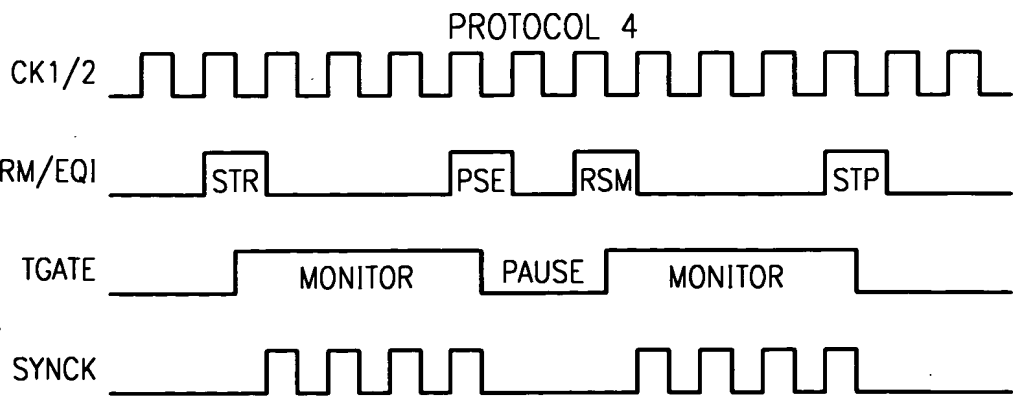 PROTOCOL 4
CK1/2
RM/EQI
STR PSE RSM STP
TGATE
MONITOR PAUSE MONITOR
SYNCK